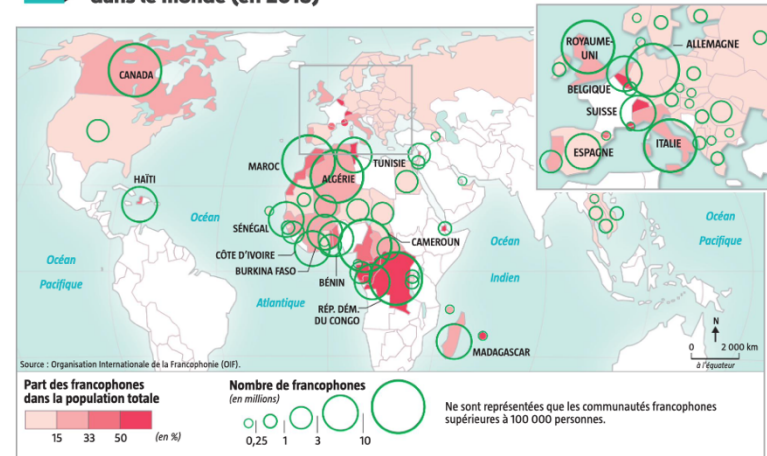 dans le monde (en 2018)
CANADA
HAÏTI
Océan
Pacifique
Océan
Atlantique
MAROC
ALGÉRIE
TUNISIE
SÉNÉGAL
CÔTE D'IVOIRE
BURKINA FASO
BÉNIN
CAMEROUN
RÉP. DÉM.
DU CONGO
MADAGASCAR
Océan
Indien
Océan
Pacifique
ROYAUME-
UNI
ALLEMAGNE
BELGIQUE
SUISSE
ESPAGNE
ITALIE
N
0 2 000 km
à l'équateur
Source : Organisation Internationale de la Francophonie (OIF).
Part des francophones
dans la population totale
15 33 50 (en %)
Nombre de francophones
(en millions)
0,25 1 3 10
Ne sont représentées que les communautés francophones
supérieures à 100 000 personnes.